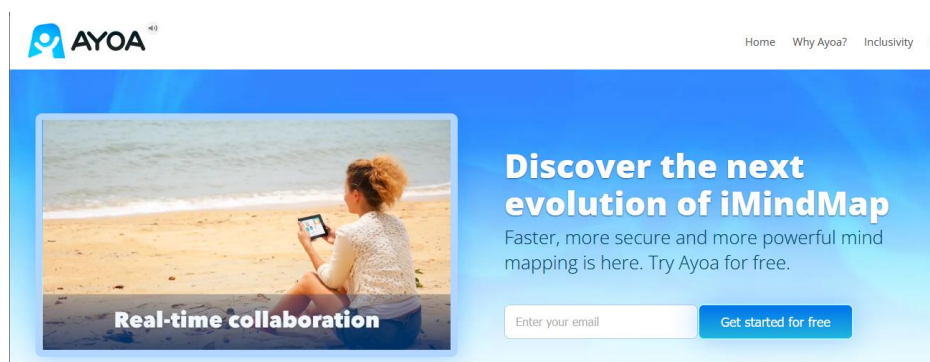 AYOA
Home Why Ayoa? Inclusivity
Discover the next
evolution of iMindMap
Faster, more secure and more powerful mind
mapping is here. Try Ayoa for free.
Enter your email Get started for free
Real-time collaboration